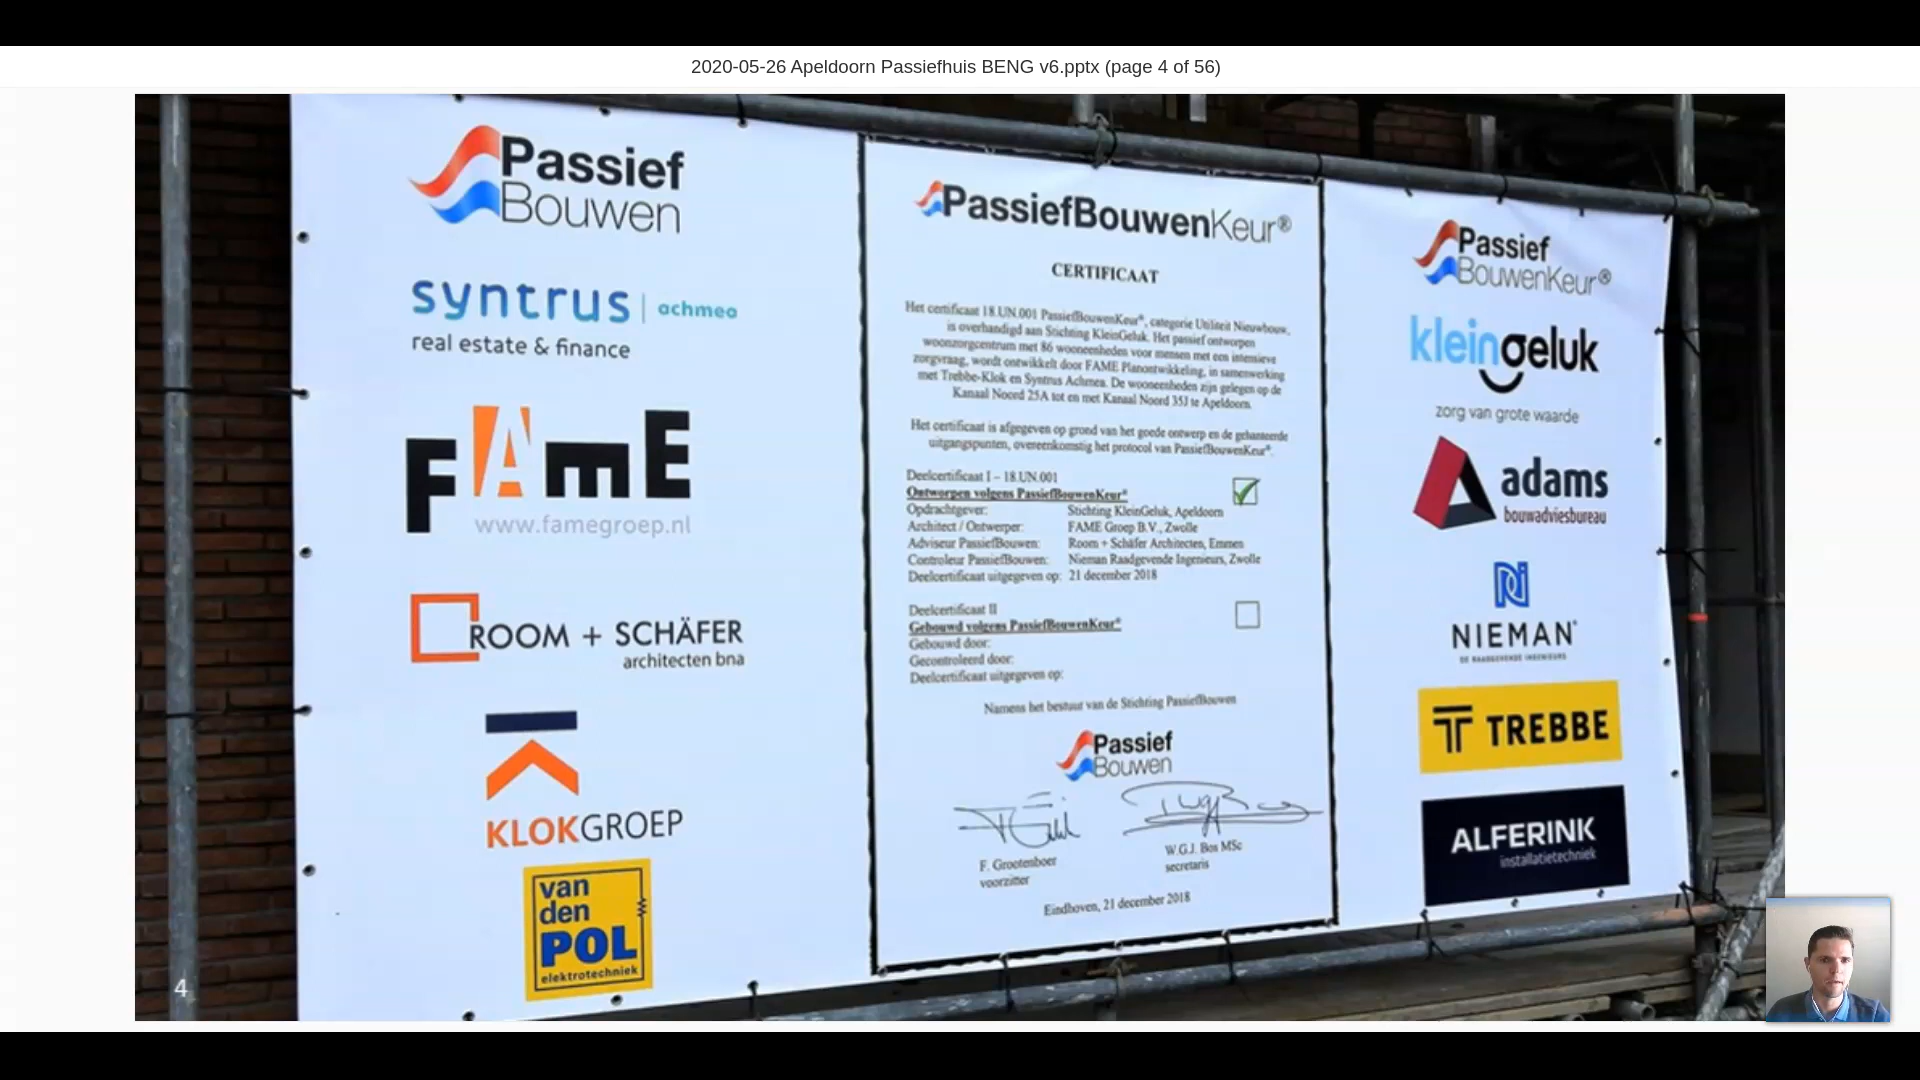 2020-05-26 Apeldoorn Passiefhuis BENG v6.pptx (page 4 of 56)
Passief
Bouwen
syntrus | achmea
real estate & finance
FAmE
www.famegroep.nl
ROOM + SCHÄFER
architecten bna
KLOKGROEP
van
den
POL
elektrotechniek
4
PassiefBouwenKeur®
CERTIFICAAT
Het certificaat 18.UN.001 PassiefBouwenKeur®, categorie Utiliteit Nieuwbouw,
is overhandigd aan Stichting KleinGeluk. Het passief ontworpen
woonzorgcentrum met 86 wooneenheden voor mensen met een intensieve
zorgvraag, wordt ontwikkelt door FAME Planontwikkeling, in samenwerking
met Trebbe-Klok en Syntrus Achmea. De wooneenheden zijn gelegen op de
Kanaal Noord 25A tot en met Kanaal Noord 35J te Apeldoorn.
Het certificaat is afgegeven op grond van het goede ontwerp en de gehanteerde
uitgangspunten, overeenkomstig het protocol van PassiefBouwenKeur®.
Deelcertificaat I – 18.UN.001
Ontworpen volgens PassiefBouwenKeur®
Opdrachtgever: Stichting KleinGeluk, Apeldoorn
Architect / Ontwerper: FAME Groep B.V., Zwolle
Adviseur PassiefBouwen: Room + Schäfer Architecten, Emmen
Controleur PassiefBouwen: Nieman Raadgevende Ingenieurs, Zwolle
Deelcertificaat uitgegeven op: 21 december 2018
Deelcertificaat II
Gebouwd volgens PassiefBouwenKeur®
Gebouwd door:
Gecontroleerd door:
Deelcertificaat uitgegeven op:
Namens het bestuur van de Stichting PassiefBouwen
Passief
Bouwen
F. Grootenboer
voorzitter
W.G.J. Bos MSc
secretaris
Eindhoven, 21 december 2018
Passief
BouwenKeur®
kleingeluk
zorg van grote waarde
adams
bouwadviesbureau
NIEMAN
DE RAADGEVENDE INGENIEURS
TREBBE
ALFERINK
installatietechniek